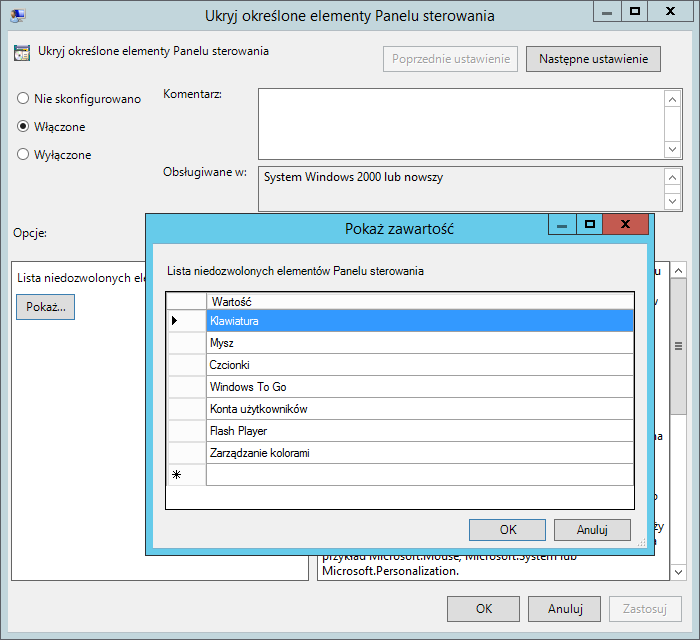 Ukryj określone elementy Panelu sterowania
Ukryj określone elementy Panelu sterowania
Poprzednie ustawienie
Następne ustawienie
Nie skonfigurowano
Włączone
Wyłączone
Komentarz:
Obsługiwane w:
System Windows 2000 lub nowszy
Opcje:
Lista niedozwolonych
Pokaż...
Pokaż zawartość
Lista niedozwolonych elementów Panelu sterowania
Wartość
Klawiatura
Mysz
Czcionki
Windows To Go
Konta użytkowników
Flash Player
Zarządzanie kolorami
OK
Anuluj
przykład Microsoft.Mouse, Microsoft.System lub
Microsoft.Personalization.
OK
Anuluj
Zastosuj